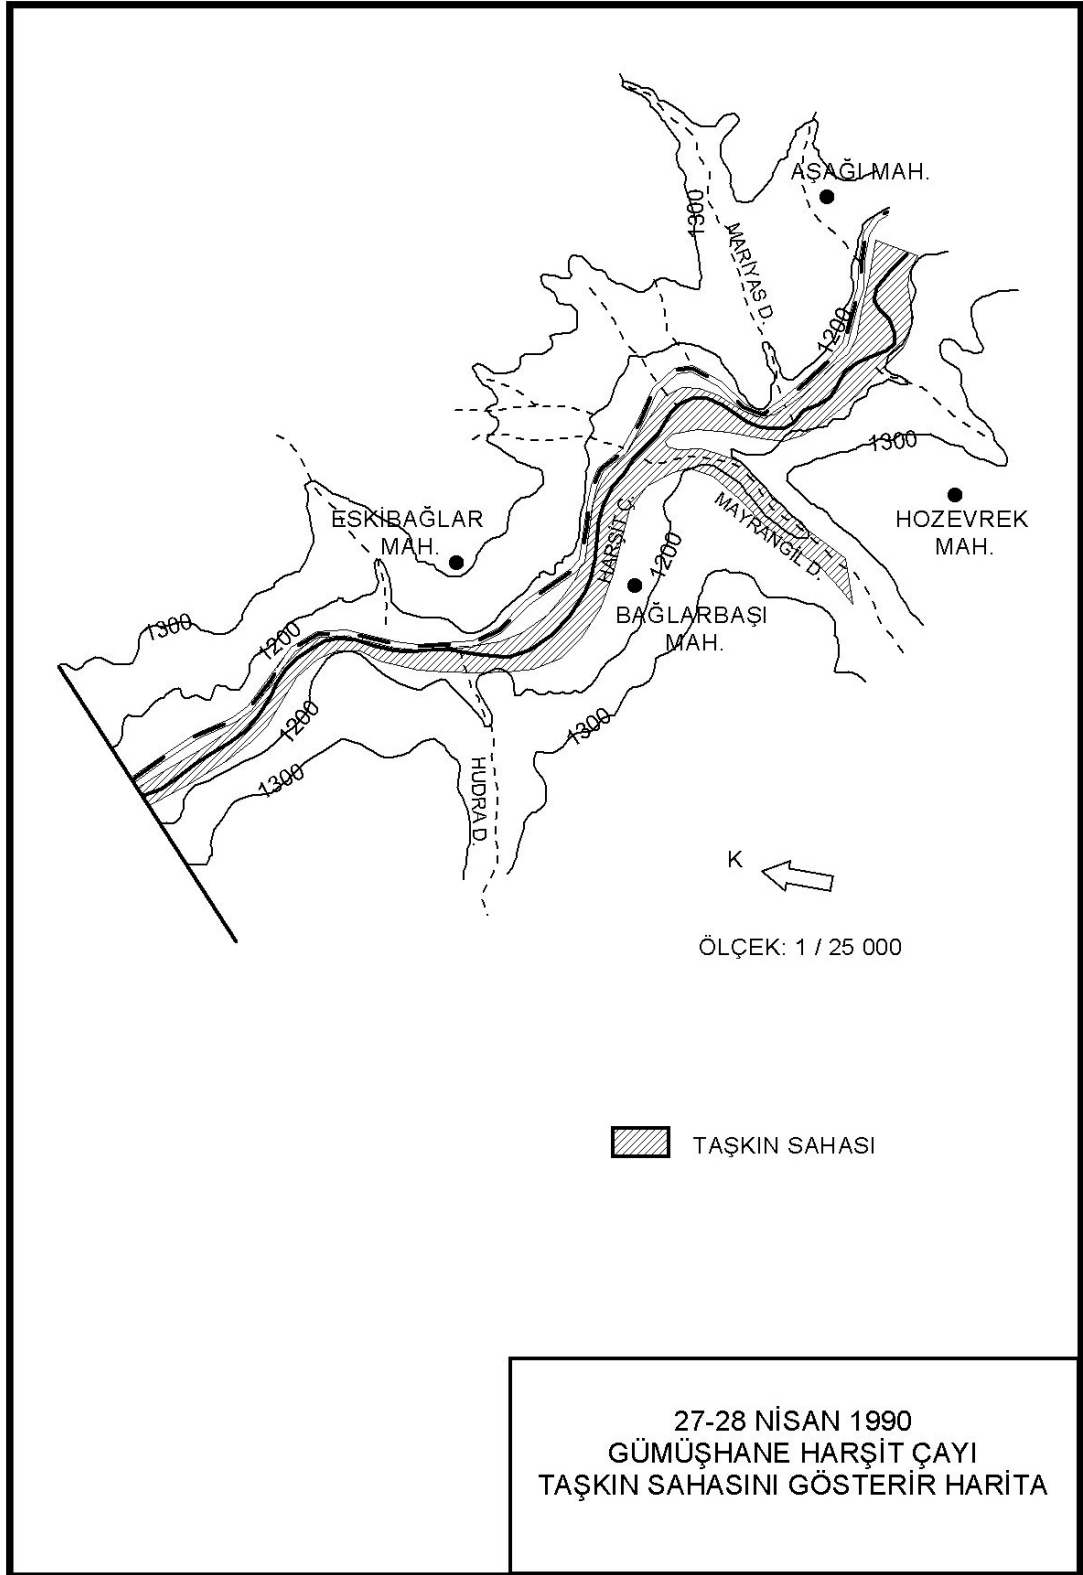 AŞAĞI MAH.
1300
MARİYAS D.
1200
1300
ESKİBAĞLAR
MAH.
HOZEVREK
MAH.
MAYRANGİL D.
HARŞİT Ç.
1200
BAĞLARBAŞI
MAH.
1300
1200
1200
1300
1300
HUDRA D.
K
ÖLÇEK: 1 / 25 000
TAŞKIN SAHASI
27-28 NİSAN 1990
GÜMÜŞHANE HARŞİT ÇAYI
TAŞKIN SAHASINI GÖSTERİR HARİTA